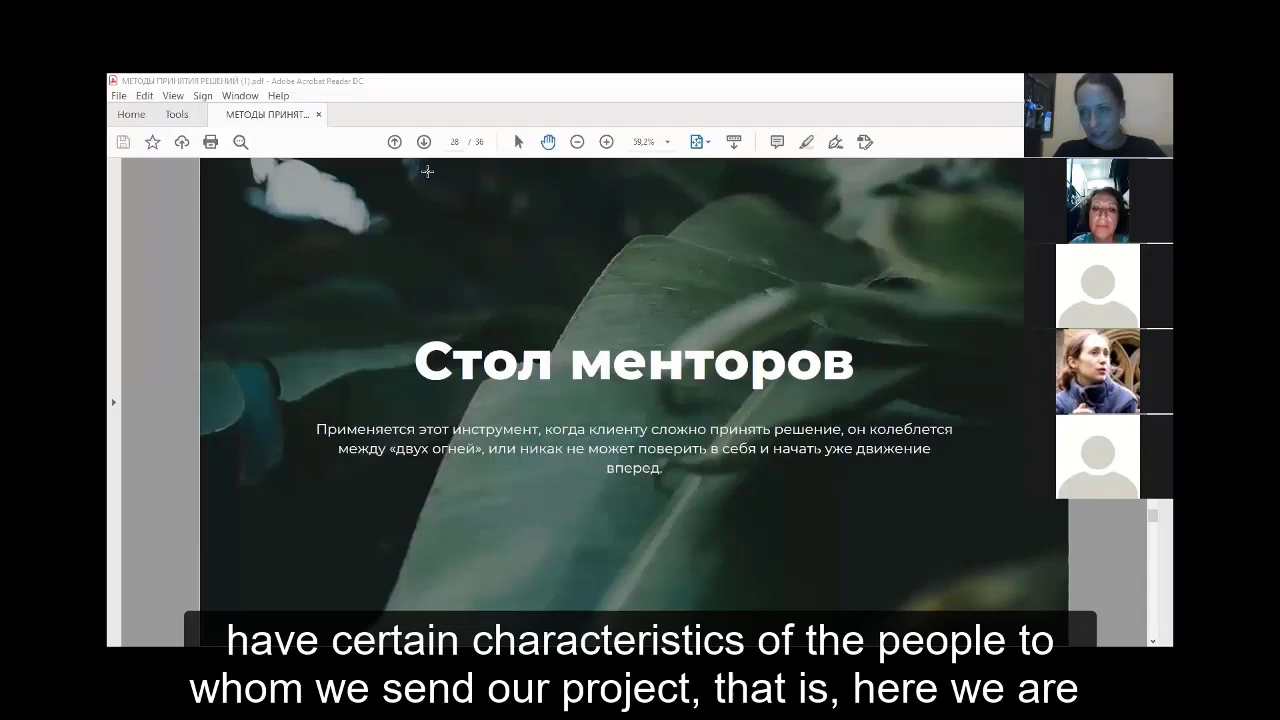 МЕТОДЫ ПРИНЯТИЯ РЕШЕНИЙ (1).pdf - Adobe Acrobat Reader DC
File Edit View Sign Window Help
Home Tools МЕТОДЫ ПРИНЯТ... ×
28 / 36 59,2%
Стол менторов
Применяется этот инструмент, когда клиенту сложно принять решение, он колеблется
между «двух огней», или никак не может поверить в себя и начать уже движение
вперед.
have certain characteristics of the people to
whom we send our project, that is, here we are